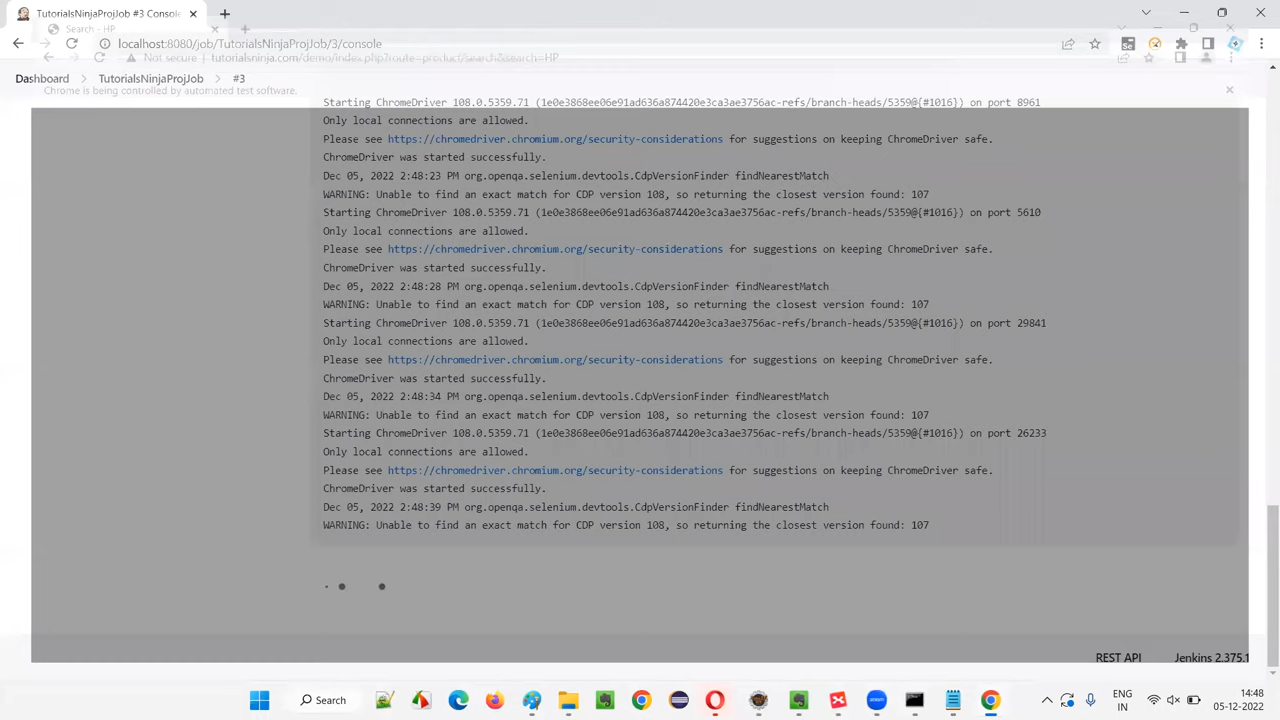 TutorialsNinjaProjJob #3 Console
Search - HP
localhost:8080/job/TutorialsNinjaProjJob/3/console
Not secure tutorialsninja.com/demo/index.php?route=product/search&search=HP
Dashboard TutorialsNinjaProjJob #3
Chrome is being controlled by automated test software.
Starting ChromeDriver 108.0.5359.71 (1e0e3868ee06e91ad636a874420e3ca3ae3756ac-refs/branch-heads/5359@{#1016}) on port 8961
Only local connections are allowed.
Please see https://chromedriver.chromium.org/security-considerations for suggestions on keeping ChromeDriver safe.
ChromeDriver was started successfully.
Dec 05, 2022 2:48:23 PM org.openqa.selenium.devtools.CdpVersionFinder findNearestMatch
WARNING: Unable to find an exact match for CDP version 108, so returning the closest version found: 107
Starting ChromeDriver 108.0.5359.71 (1e0e3868ee06e91ad636a874420e3ca3ae3756ac-refs/branch-heads/5359@{#1016}) on port 5610
Only local connections are allowed.
Please see https://chromedriver.chromium.org/security-considerations for suggestions on keeping ChromeDriver safe.
ChromeDriver was started successfully.
Dec 05, 2022 2:48:28 PM org.openqa.selenium.devtools.CdpVersionFinder findNearestMatch
WARNING: Unable to find an exact match for CDP version 108, so returning the closest version found: 107
Starting ChromeDriver 108.0.5359.71 (1e0e3868ee06e91ad636a874420e3ca3ae3756ac-refs/branch-heads/5359@{#1016}) on port 29841
Only local connections are allowed.
Please see https://chromedriver.chromium.org/security-considerations for suggestions on keeping ChromeDriver safe.
ChromeDriver was started successfully.
Dec 05, 2022 2:48:34 PM org.openqa.selenium.devtools.CdpVersionFinder findNearestMatch
WARNING: Unable to find an exact match for CDP version 108, so returning the closest version found: 107
Starting ChromeDriver 108.0.5359.71 (1e0e3868ee06e91ad636a874420e3ca3ae3756ac-refs/branch-heads/5359@{#1016}) on port 26233
Only local connections are allowed.
Please see https://chromedriver.chromium.org/security-considerations for suggestions on keeping ChromeDriver safe.
ChromeDriver was started successfully.
Dec 05, 2022 2:48:39 PM org.openqa.selenium.devtools.CdpVersionFinder findNearestMatch
WARNING: Unable to find an exact match for CDP version 108, so returning the closest version found: 107
REST API Jenkins 2.375.1
Search
ENG
IN
14:48
05-12-2022